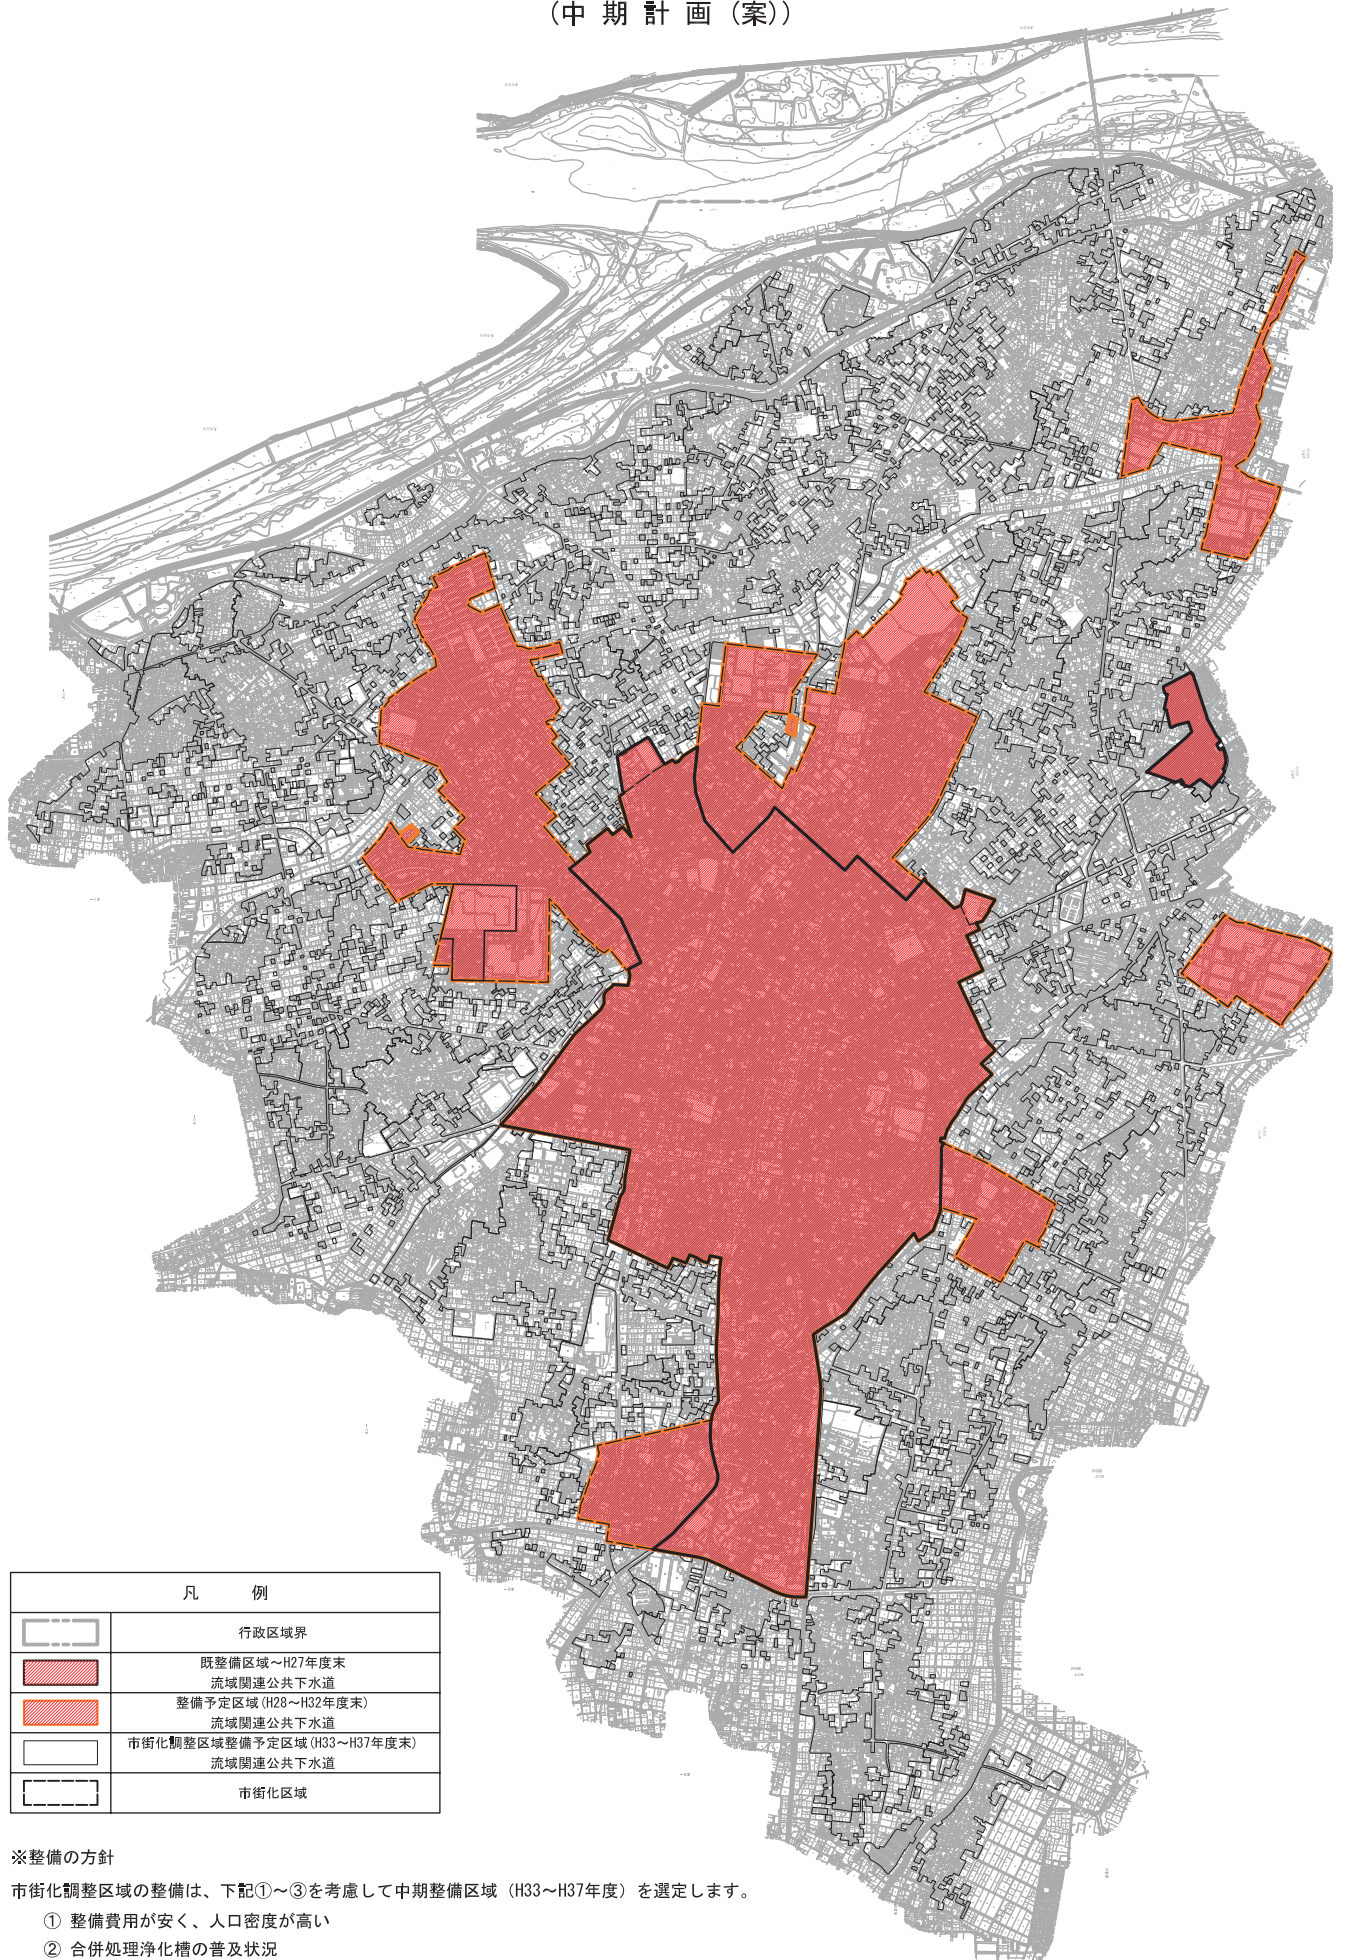 （中 期 計 画（案））
凡 例
行政区域界
既整備区域～H27年度末
流域関連公共下水道
整備予定区域(H28～H32年度末)
流域関連公共下水道
市街化調整区域整備予定区域(H33～H37年度末)
流域関連公共下水道
市街化区域
※整備の方針
市街化調整区域の整備は、下記①～③を考慮して中期整備区域（H33～H37年度）を選定します。
① 整備費用が安く、人口密度が高い
② 合併処理浄化槽の普及状況